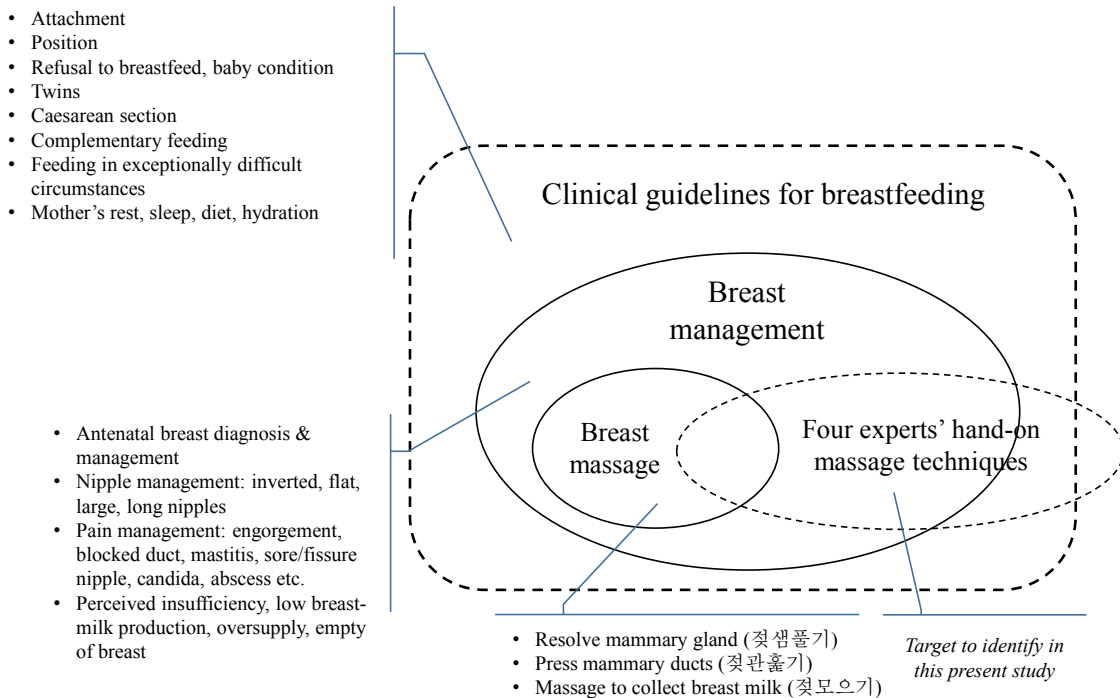 • Attachment
• Position
• Refusal to breastfeed, baby condition
• Twins
• Caesarean section
• Complementary feeding
• Feeding in exceptionally difficult
circumstances
• Mother's rest, sleep, diet, hydration
Clinical guidelines for breastfeeding
Breast
management
Breast
massage
Four experts' hand-on
massage techniques
• Antenatal breast diagnosis &
management
• Nipple management: inverted, flat,
large, long nipples
• Pain management: engorgement,
blocked duct, mastitis, sore/fissure
nipple, candida, abscess etc.
• Perceived insufficiency, low breast-
milk production, oversupply, empty
of breast
• Resolve mammary gland (젖샘풀기)
• Press mammary ducts (젖관훑기)
• Massage to collect breast milk (젖모으기)
Target to identify in
this present study